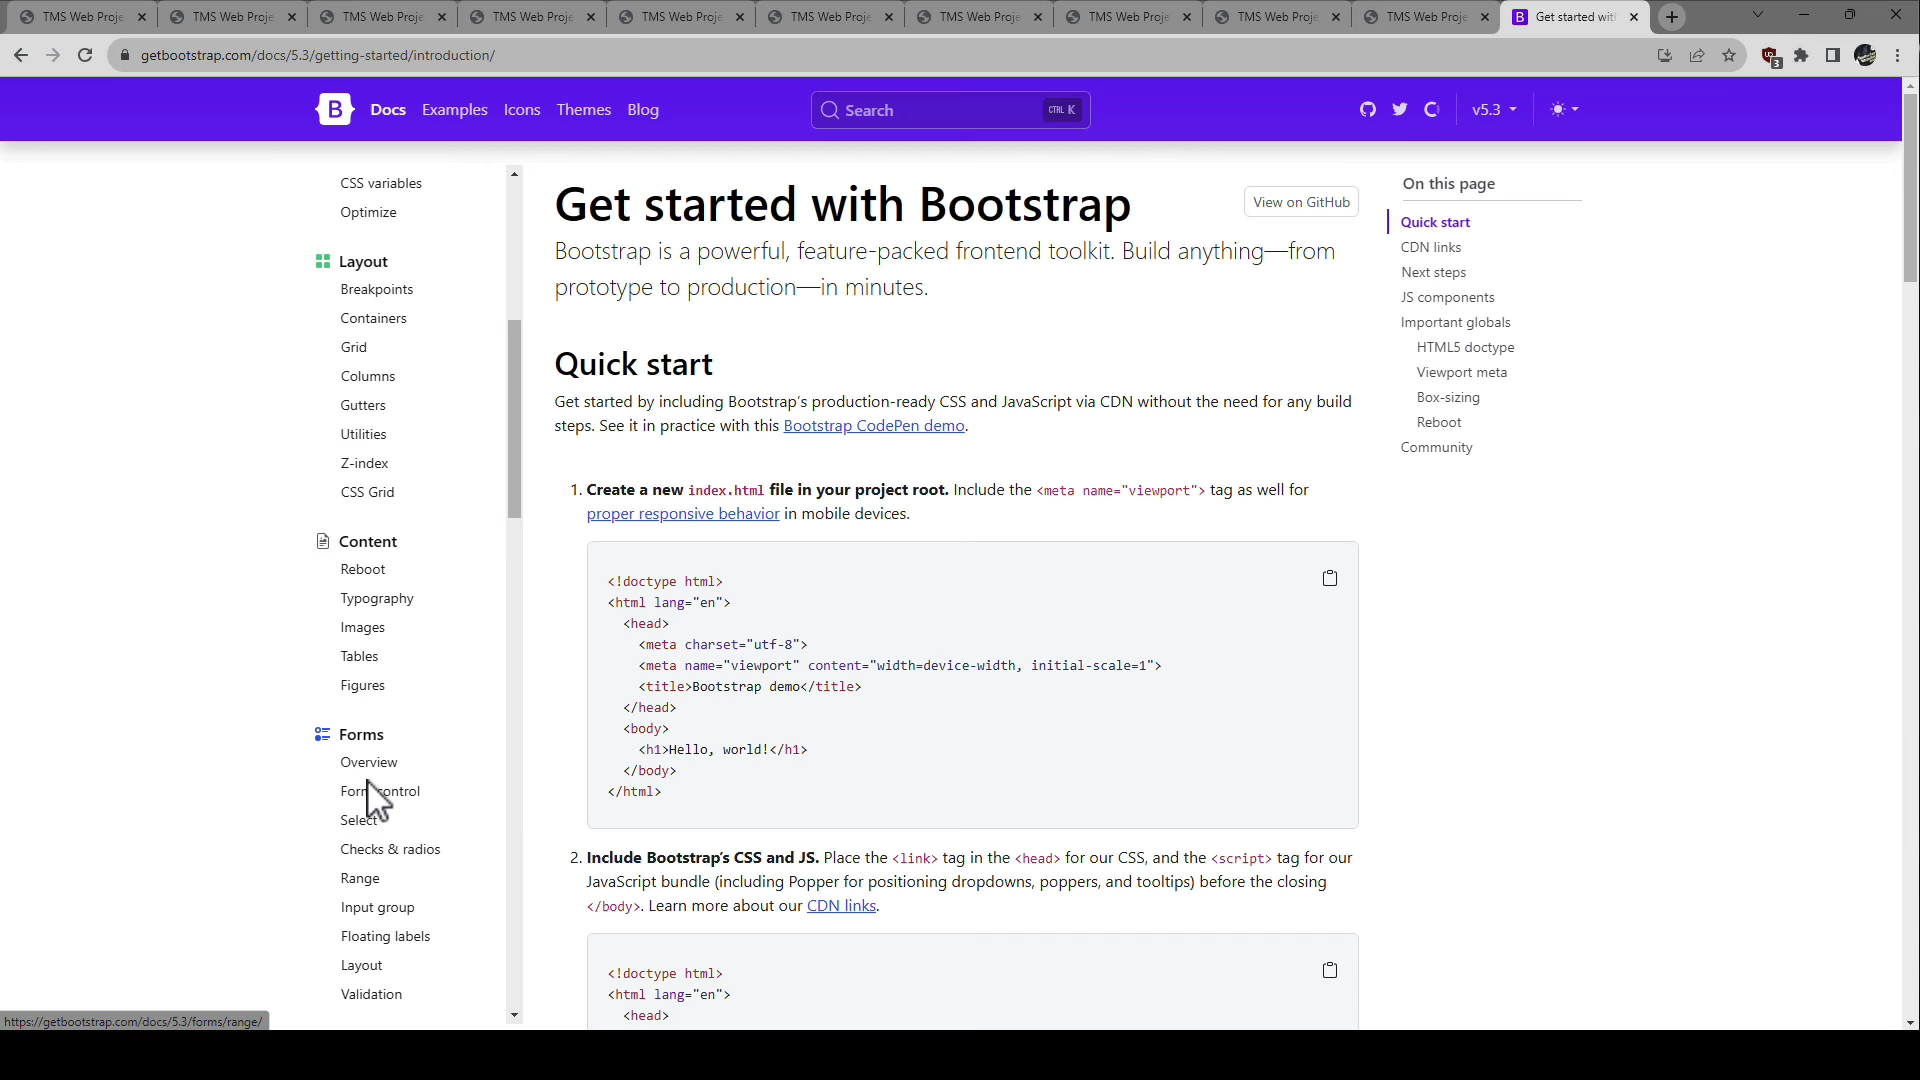 TMS Web Proje
TMS Web Proje
TMS Web Proje
TMS Web Proje
TMS Web Proje
TMS Web Proje
TMS Web Proje
TMS Web Proje
TMS Web Proje
TMS Web Proje
B Get started wit
getbootstrap.com/docs/5.3/getting-started/introduction/
3
B Docs Examples Icons Themes Blog
Search CTRL K
v5.3
CSS variables
Optimize
Layout
Breakpoints
Containers
Grid
Columns
Gutters
Utilities
Z-index
CSS Grid
Content
Reboot
Typography
Images
Tables
Figures
Forms
Overview
Form control
Select
Checks & radios
Range
Input group
Floating labels
Layout
Validation
https://getbootstrap.com/docs/5.3/forms/range/
Get started with Bootstrap
View on GitHub
Bootstrap is a powerful, feature-packed frontend toolkit. Build anything—from
prototype to production—in minutes.
Quick start
Get started by including Bootstrap's production-ready CSS and JavaScript via CDN without the need for any build
steps. See it in practice with this Bootstrap CodePen demo.
1. Create a new index.html file in your project root. Include the <meta name="viewport"> tag as well for
proper responsive behavior in mobile devices.
<!doctype html>
<html lang="en">
<head>
<meta charset="utf-8">
<meta name="viewport" content="width=device-width, initial-scale=1">
<title>Bootstrap demo</title>
</head>
<body>
<h1>Hello, world!</h1>
</body>
</html>
2. Include Bootstrap's CSS and JS. Place the <link> tag in the <head> for our CSS, and the <script> tag for our
JavaScript bundle (including Popper for positioning dropdowns, poppers, and tooltips) before the closing
</body>. Learn more about our CDN links.
<!doctype html>
<html lang="en">
<head>
On this page
Quick start
CDN links
Next steps
JS components
Important globals
HTML5 doctype
Viewport meta
Box-sizing
Reboot
Community